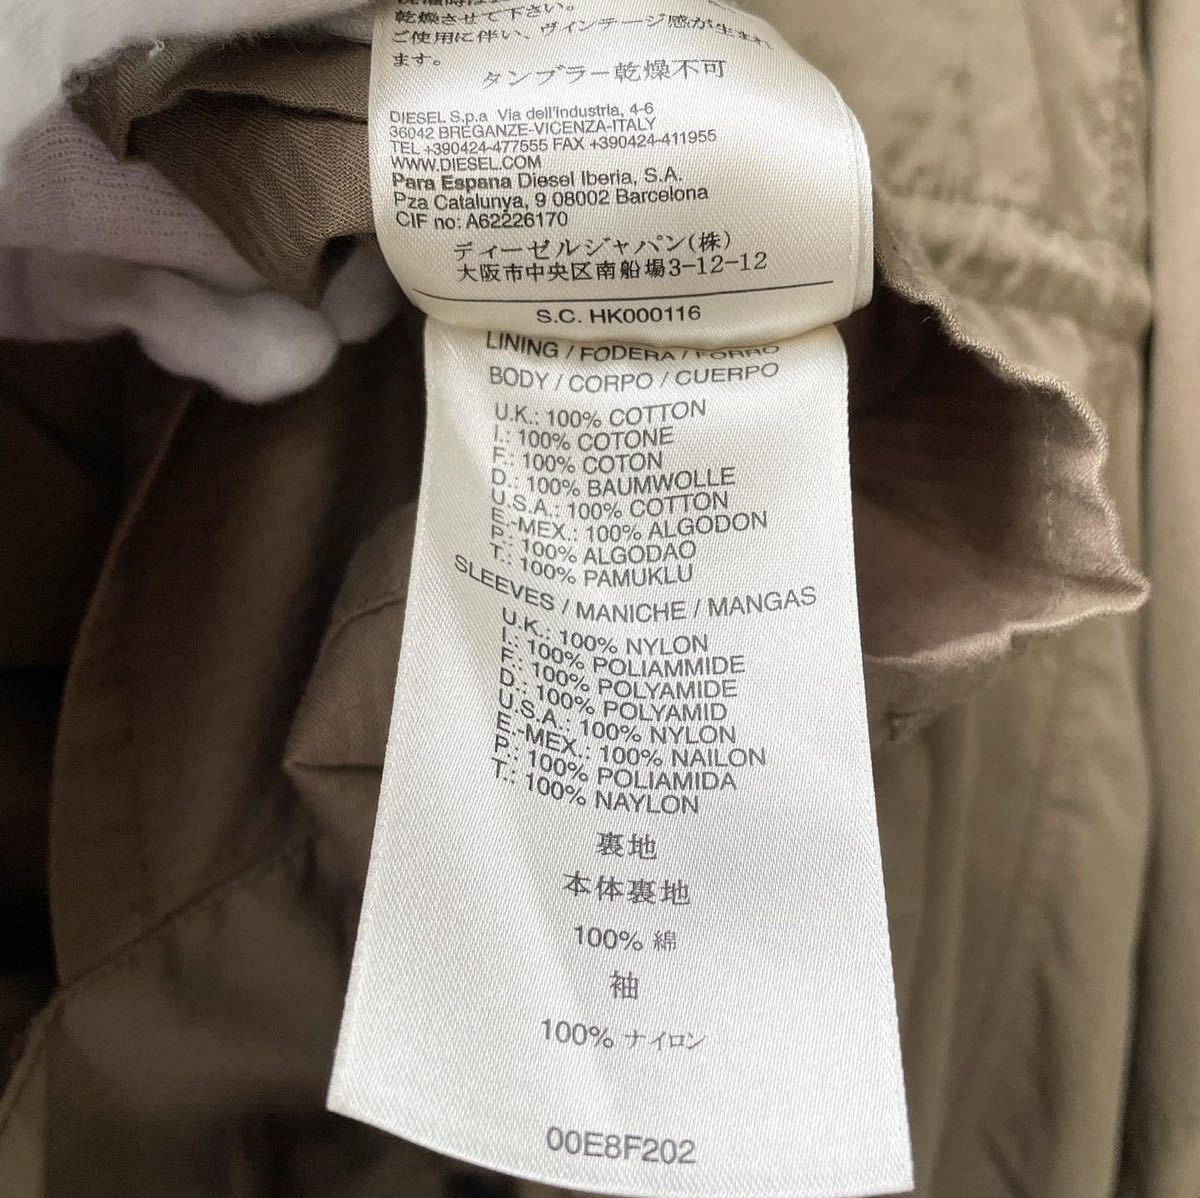 乾燥させて下さい。
ご使用に伴い、ヴィンテージ感が生まれ
ます。
タンブラー乾燥不可
DIESEL S.p.a Via dell'industria, 4-6
36042 BREGANZE-VICENZA-ITALY
TEL +390424-477555 FAX +390424-411955
WWW.DIESEL.COM
Para Espana Diesel Iberia, S.A.
Pza Catalunya, 9 08002 Barcelona
CIF no: A62226170
ディーゼルジャパン(株)
大阪市中央区南船場3-12-12
S.C. HK000116
LINING / FODERA / FORRO
BODY / CORPO / CUERPO
U.K.: 100% COTTON
I.: 100% COTONE
F.: 100% COTON
D.: 100% BAUMWOLLE
U.S.A.: 100% COTTON
E.-MEX.: 100% ALGODON
P.: 100% ALGODAO
T.: 100% PAMUKLU
SLEEVES / MANICHE / MANGAS
U.K.: 100% NYLON
I.: 100% POLIAMMIDE
F.: 100% POLYAMIDE
D.: 100% POLYAMID
U.S.A.: 100% NYLON
E.-MEX.: 100% NAILON
P.: 100% POLIAMIDA
T.: 100% NAYLON
裏地
本体裏地
100% 綿
袖
100% ナイロン
00E8F202